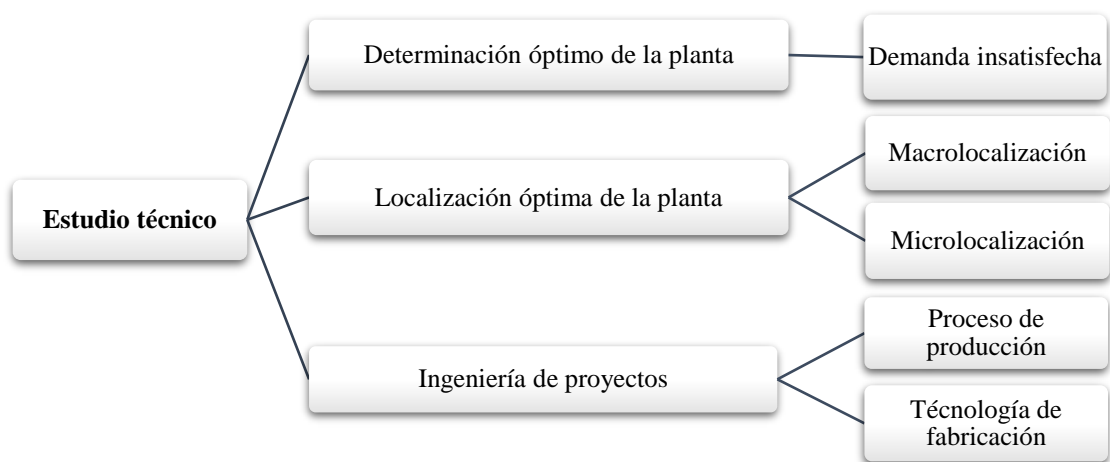 Estudio técnico
Determinación óptimo de la planta
Demanda insatisfecha
Localización óptima de la planta
Macrolocalización
Microlocalización
Ingeniería de proyectos
Proceso de
producción
Técnología de
fabricación